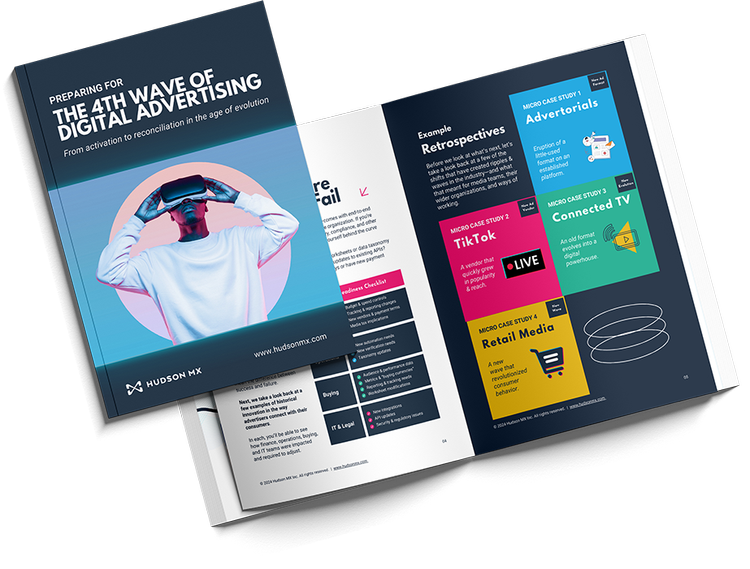 PREPARING FOR
THE 4TH WAVE OF
DIGITAL ADVERTISING
From activation to reconciliation in the age of evolution
www.hudsonmx.com
HUDSON MX
re
Fail
comes with end-to-end
organization. If you're
compliance, and other
yourself behind the curve
worksheets or data taxonomy
updates to existing APIs?
or have new payment
adiness Checklist
Budget & speed controls
Tracking & reporting changes
New vendors & payment terms
Media tax implications
New automation needs
New verification needs
Taxonomy updates
Buying
Audience & performance data
Metrics & "buying currencies"
Reporting & tracking needs
Worksheet modifications
IT & Legal
New integrations
API updates
Security & regulatory issues
success and failure.
Next, we take a look back at a
few examples of historical
innovation in the way
advertisers connect with their
consumers.
In each, you'll see
how finance, operations, buying,
and IT teams were impacted
and required to adjust.
© 2024 Hudson MX Inc. All rights reserved. | www.hudsonmx.com
Example
Retrospectives
Before we look at what's next, let's
take a look back at a few of the
shifts that have created ripples &
waves in the industry—and what
that meant for media teams, their
wider organizations, and ways of
working.
MICRO CASE STUDY 1
New Ad
Format
Advertorials
Eruption of a
little-used
format on an
established
platform.
MICRO CASE STUDY 2
New Ad
Vendor
TikTok
A vendor that
quickly grew
in popularity
& reach.
LIVE
MICRO CASE STUDY 3
New
Evolution
Connected TV
An old format
evolves into a
digital
powerhouse.
MICRO CASE STUDY 4
New
Wave
Retail Media
A new
wave that
revolutionized
consumer
behavior.
© 2024 Hudson MX Inc. All rights reserved. | www.hudsonmx.com